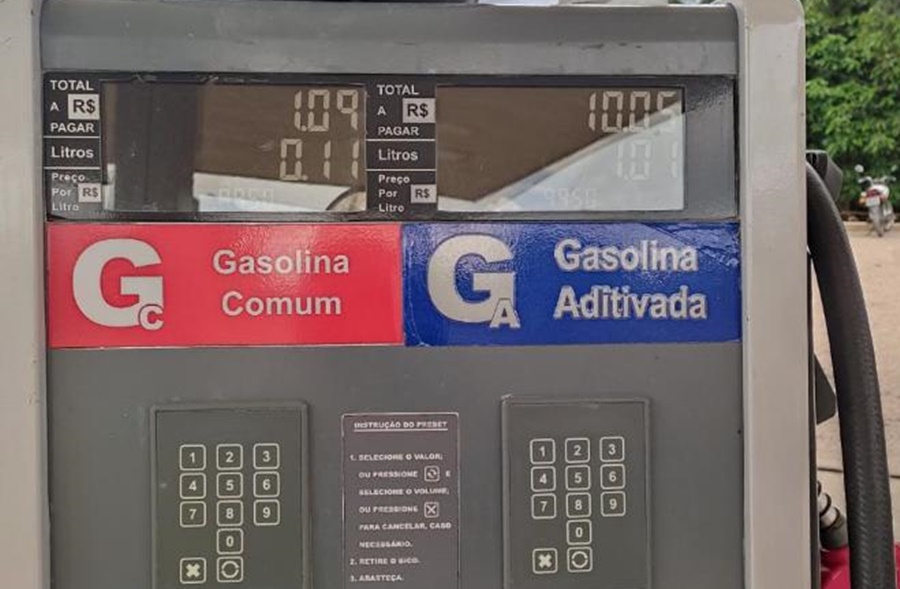 TOTAL
A R$
PAGAR
1.09
Litros
0.11
Preço
Por R$
Litro
TOTAL
A R$
PAGAR
10.05
Litros
1.01
Preço
Por R$
Litro
GC
Gasolina
Comum
GA
Gasolina
Aditivada
1 2 3
4 5 6
7 8 9
0
INSTRUÇÃO DO PRESET
1. SELECIONE O VALOR;
OU PRESSIONE E
SELECIONE O VOLUME;
OU PRESSIONE
PARA CANCELAR, CASO
NECESSÁRIO.
2. RETIRE O BICO.
3. ABASTEÇA.
1 2 3
4 5 6
7 8 9
0